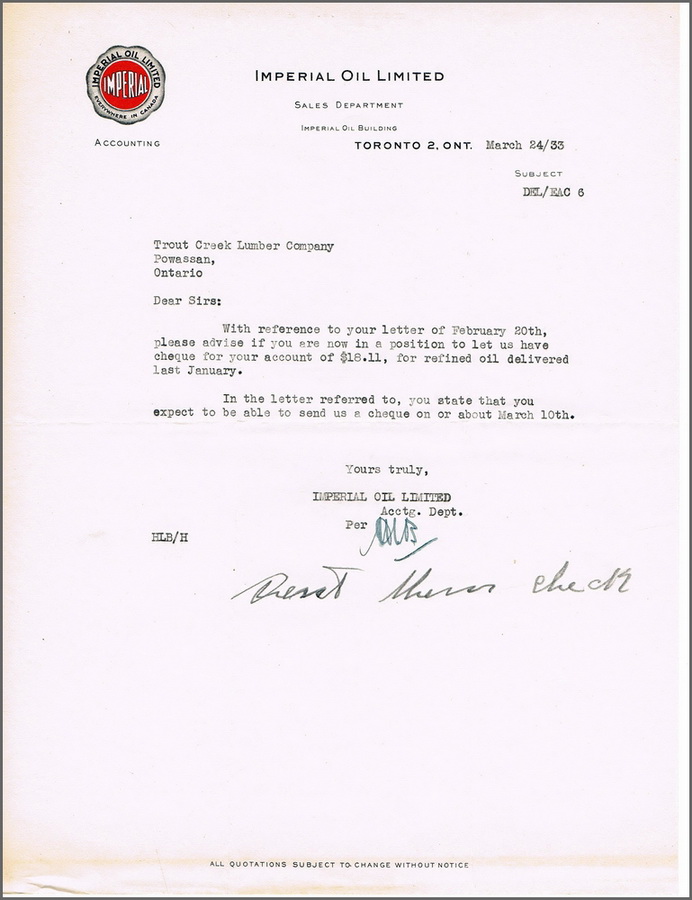 IMPERIAL OIL LIMITED
IMPERIAL
EVERYWHERE IN CANADA
IMPERIAL OIL LIMITED
SALES DEPARTMENT
IMPERIAL OIL BUILDING
ACCOUNTING
TORONTO 2, ONT. March 24/33
SUBJECT
DEL/EAC 6
Trout Creek Lumber Company
Powassan,
Ontario
Dear Sirs:
With reference to your letter of February 20th,
please advise if you are now in a position to let us have
cheque for your account of $18.11, for refined oil delivered
last January.
In the letter referred to, you state that you
expect to be able to send us a cheque on or about March 10th.
Yours truly,
IMPERIAL OIL LIMITED
Acctg. Dept.
Per
HLB/H
check
ALL QUOTATIONS SUBJECT TO CHANGE WITHOUT NOTICE